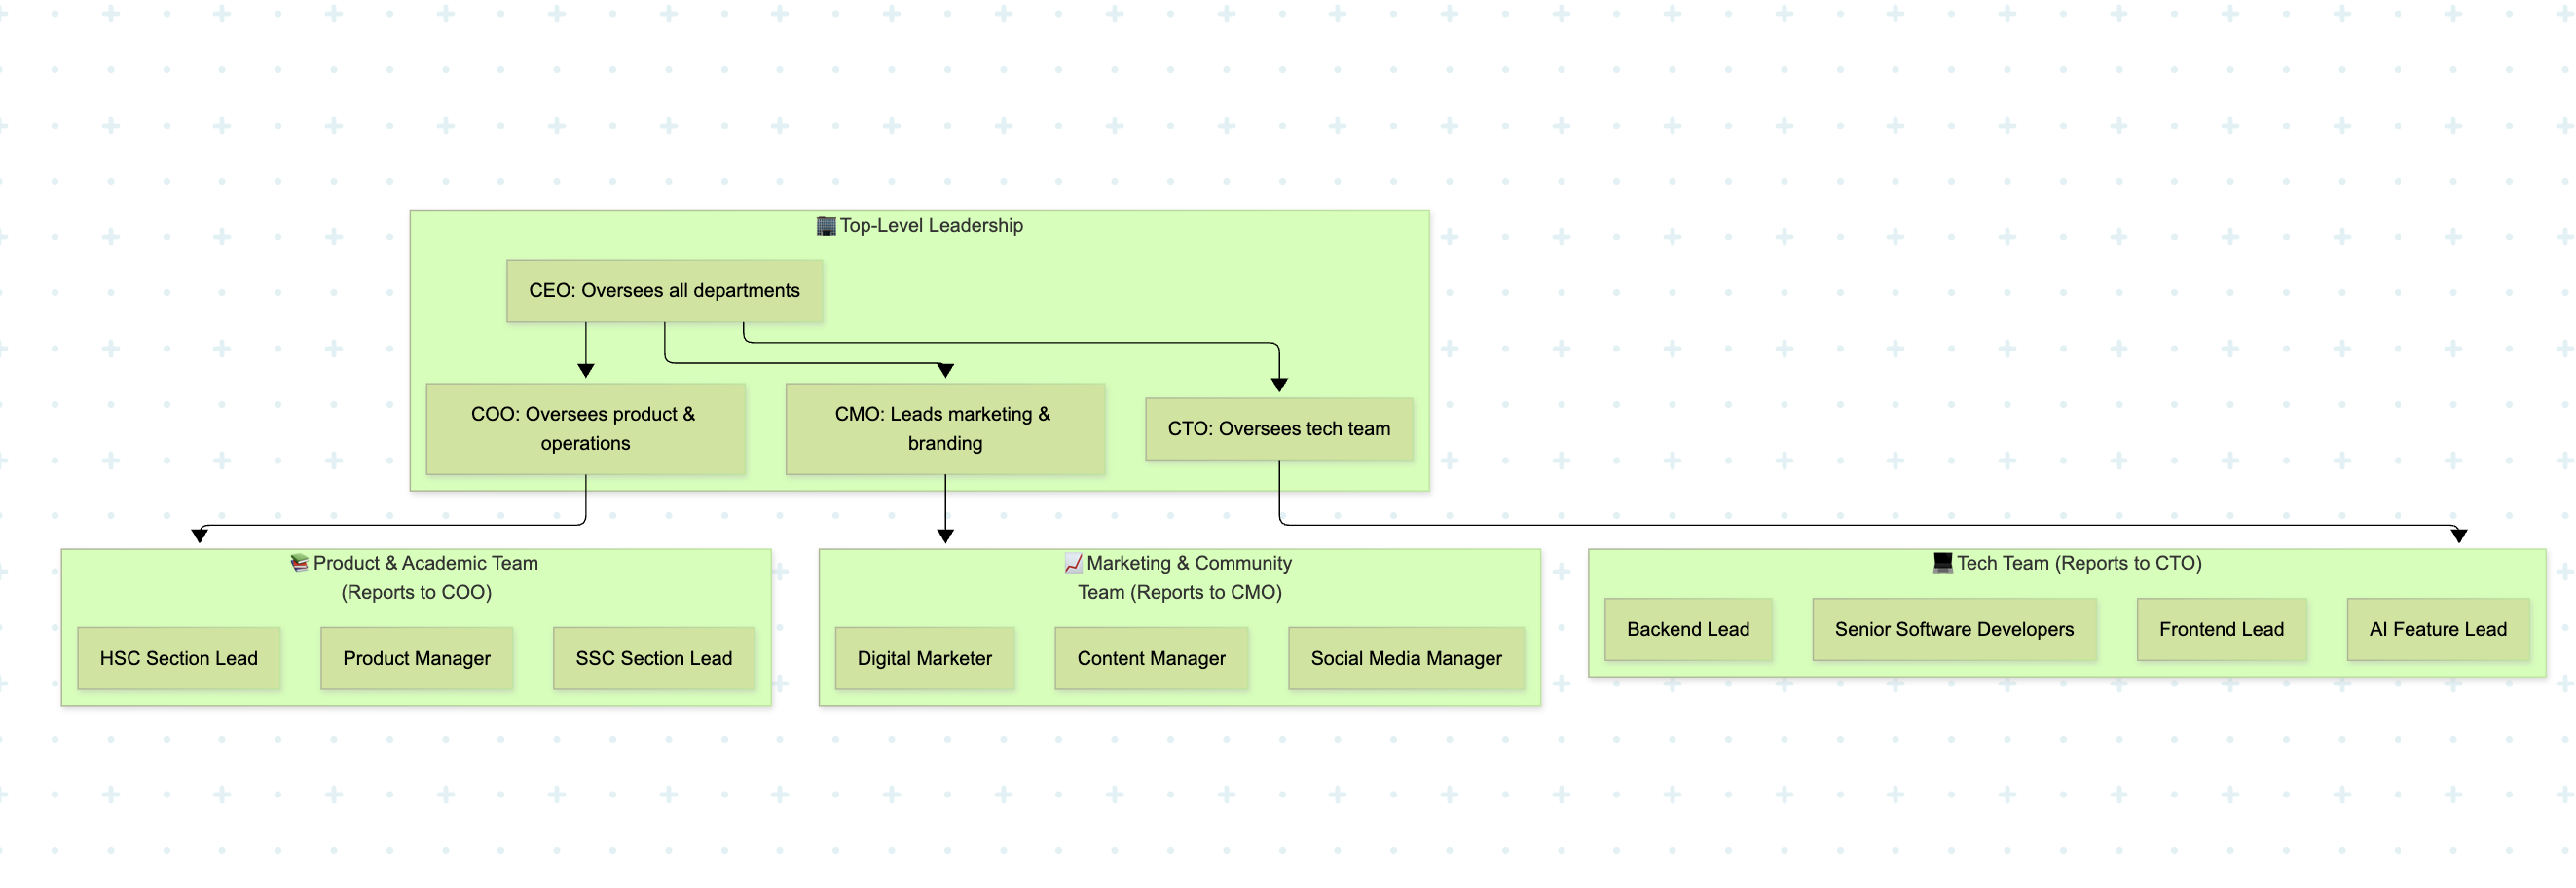 🏢 Top-Level Leadership
CEO: Oversees all departments
COO: Oversees product &
operations
CMO: Leads marketing &
branding
CTO: Oversees tech team
📚 Product & Academic Team
(Reports to COO)
HSC Section Lead
Product Manager
SSC Section Lead
📈 Marketing & Community
Team (Reports to CMO)
Digital Marketer
Content Manager
Social Media Manager
💻 Tech Team (Reports to CTO)
Backend Lead
Senior Software Developers
Frontend Lead
AI Feature Lead